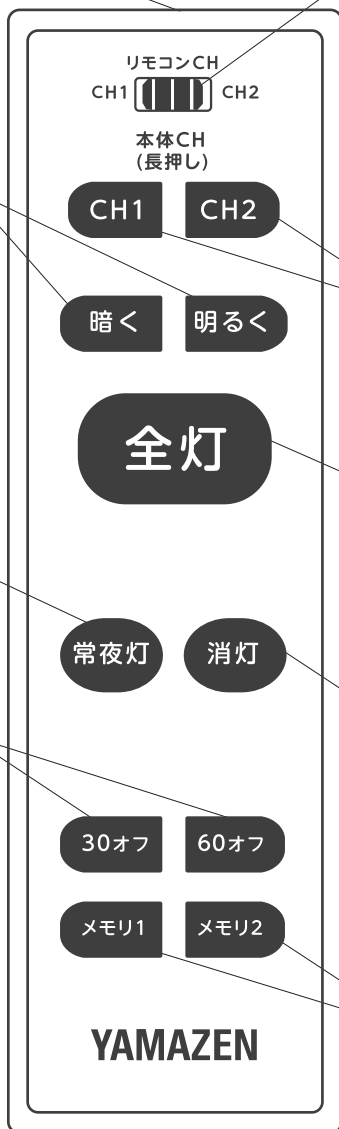 リモコンCH
CH1 CH2
本体CH
(長押し)
CH1 CH2
暗く 明るく
全灯
常夜灯 消灯
30オフ 60オフ
メモリ1 メモリ2
YAMAZEN